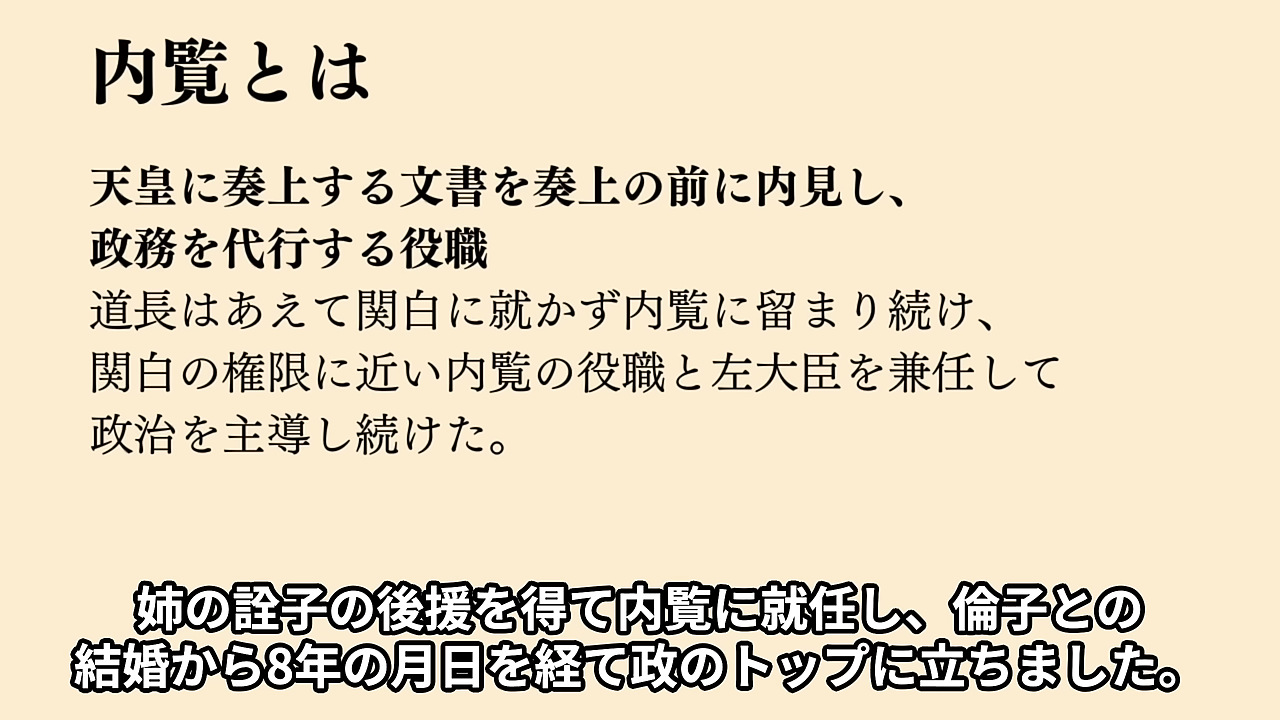 内覧とは
天皇に奏上する文書を奏上の前に内見し、
政務を代行する役職
道長はあえて関白に就かず内覧に留まり続け、
関白の権限に近い内覧の役職と左大臣を兼任して
政治を主導し続けた。
姉の詮子の後援を得て内覧に就任し、倫子との
結婚から8年の月日を経て政のトップに立ちました。